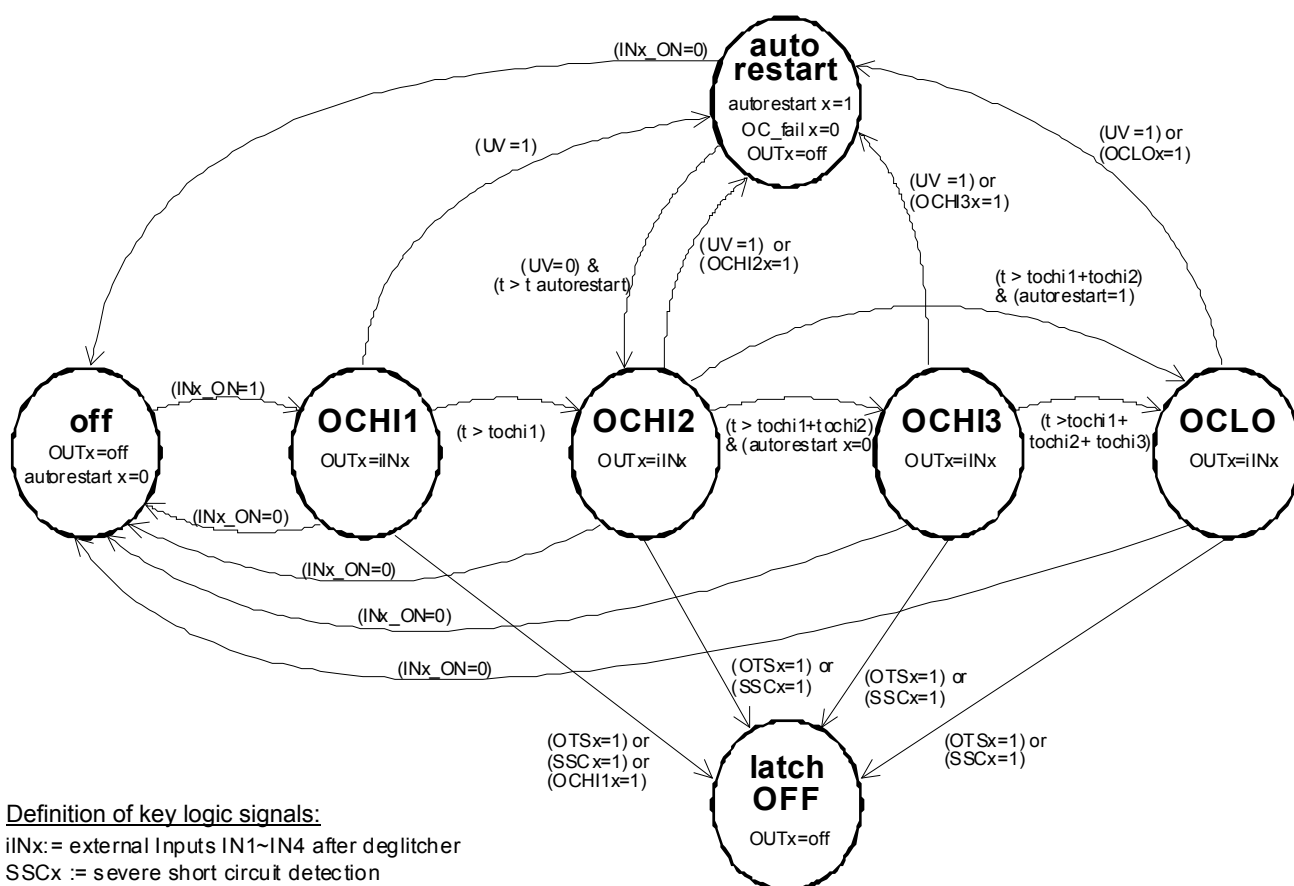 (INx_ON=0)
auto
restart
autorestart x=1
OC_fail x=0
OUTx=off
(UV =1)
(UV =1) or
(OCLOx=1)
(UV =1) or
(OCHI3x=1)
(UV =1) or
(OCHI2x=1)
(UV=0) &
(t > t autorestart)
(t > tochi1+tochi2)
& (autorestart=1)
off
OUTx=off
autorestart x=0
(INx_ON=1)
OCHI1
OUTx=iINx
(t > tochi1)
OCHI2
OUTx=iINx
(t > tochi1+tochi2)
& (autorestart x=0)
OCHI3
OUTx=iINx
(t >tochi1+
tochi2+ tochi3)
OCLO
OUTx=iINx
(INx_ON=0)
(INx_ON=0)
(INx_ON=0)
(INx_ON=0)
(OTSx=1) or
(SSCx=1) or
(OCHI1x=1)
(OTSx=1) or
(SSCx=1)
(OTSx=1) or
(SSCx=1)
(OTSx=1) or
(SSCx=1)
latch
OFF
OUTx=off
Definition of key logic signals:
iINx:= external Inputs IN1~IN4 after deglitcher
SSCx := severe short circuit detection